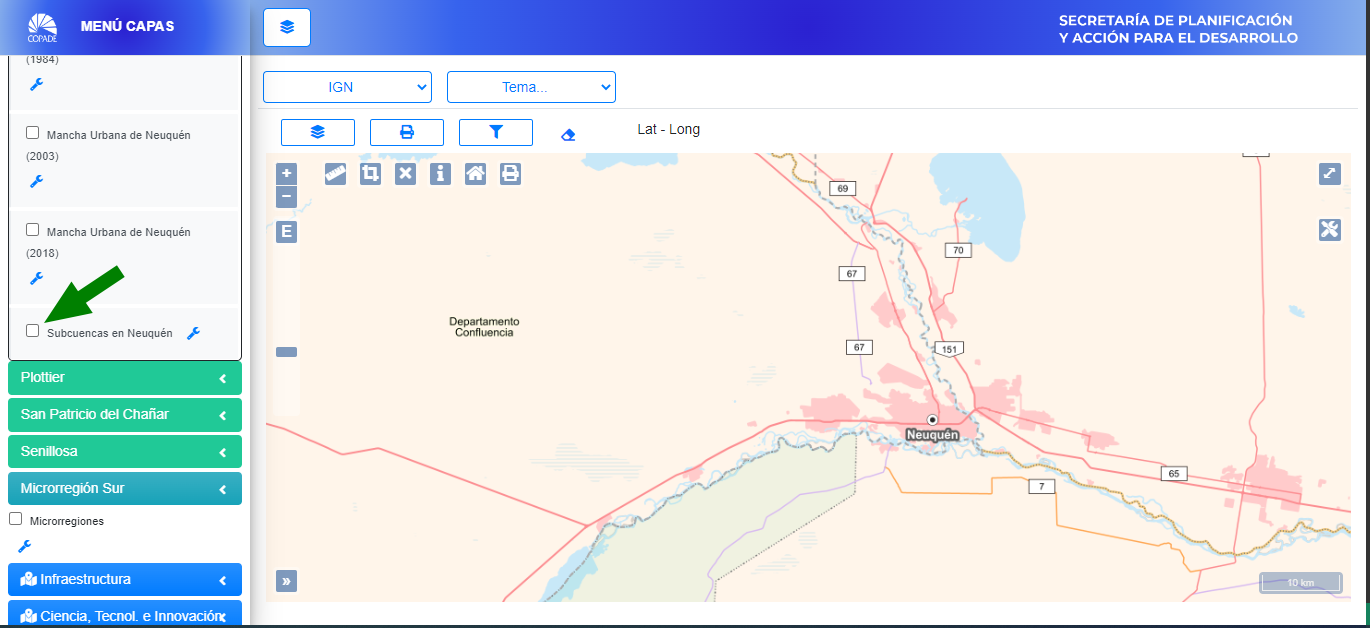 COPADE
MENÚ CAPAS
SECRETARÍA DE PLANIFICACIÓN
Y ACCIÓN PARA EL DESARROLLO
(1984)
Mancha Urbana de Neuquén
(2003)
Mancha Urbana de Neuquén
(2018)
Subcuencas en Neuquén
Plottier
San Patricio del Chañar
Senillosa
Microrregión Sur
Microrregiones
Infraestructura
Ciencia, Tecnol. e Innovación
IGN
Tema...
Lat - Long
+
−
E
69
70
67
Departamento
Confluencia
67
151
Neuquén
65
7
»
10 km